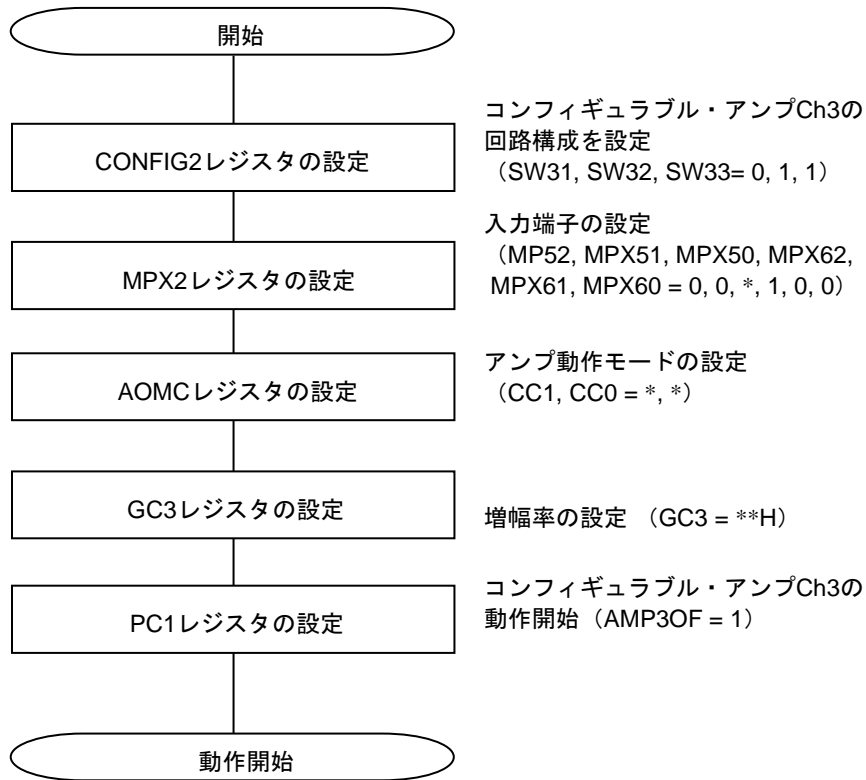 開始
CONFIG2レジスタの設定
コンフィギュラブル・アンプCh3の
回路構成を設定
（SW31, SW32, SW33= 0, 1, 1）
MPX2レジスタの設定
入力端子の設定
（MP52, MPX51, MPX50, MPX62,
MPX61, MPX60 = 0, 0, *, 1, 0, 0）
AOMCレジスタの設定
アンプ動作モードの設定
（CC1, CC0 = *, *）
GC3レジスタの設定
増幅率の設定 （GC3 = **H）
PC1レジスタの設定
コンフィギュラブル・アンプCh3の
動作開始（AMP3OF = 1）
動作開始